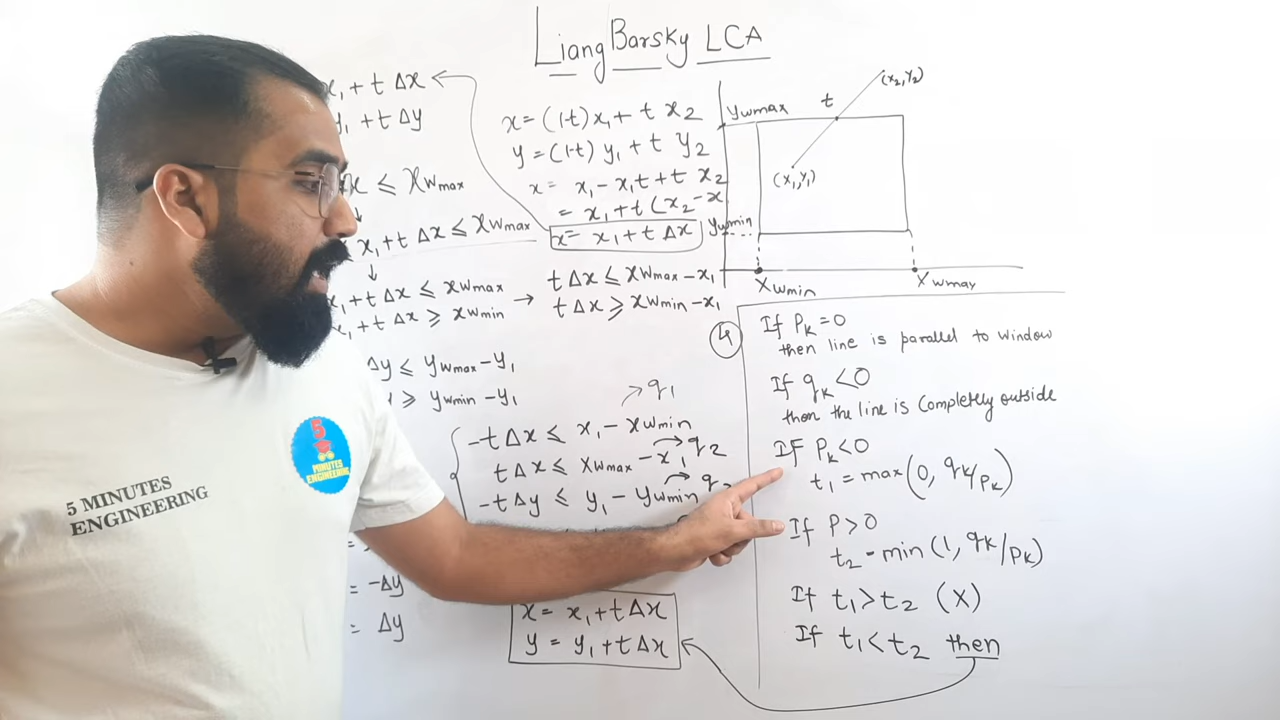 Liang Barsky LCA
x₁ + t Δx
y₁ + t Δy
x ≤ Xwmax
x₁ + t Δx ≤ Xwmax
x₁ + t Δx ≤ xwmax
x₁ + t Δx ≥ xwmin
Δy ≤ ywmax - y₁
≥ ywmin - y₁
= -Δy
= Δy
x = (1-t) x₁ + t x₂
y = (1-t) y₁ + t y₂
x = x₁ - x₁t + t x₂
= x₁ + t (x₂ - x
x = x₁ + t Δx
→ t Δx ≤ xwmax - x₁
t Δx ≥ xwmin - x₁
→ q₁
-t Δx ≤ x₁ - xwmin
t Δx ≤ xwmax - x₁ → q₂
-t Δy ≤ y₁ - ywmin →
x = x₁ + t Δx
y = y₁ + t Δx
(x₂, y₂)
ywmax
t
(x₁, y₁)
ywmin
Xwmin
Xwmax
4
If Pk = 0
then line is parallel to window
If qk < 0
then the line is completely outside
If Pk < 0
t₁ = max (0, qk/pk)
If P > 0
t₂ - min (1, qk/pk)
If t₁ > t₂ (X)
If t₁ < t₂ then
5 MINUTES
ENGINEERING
5
MINUTES
ENGINEERING